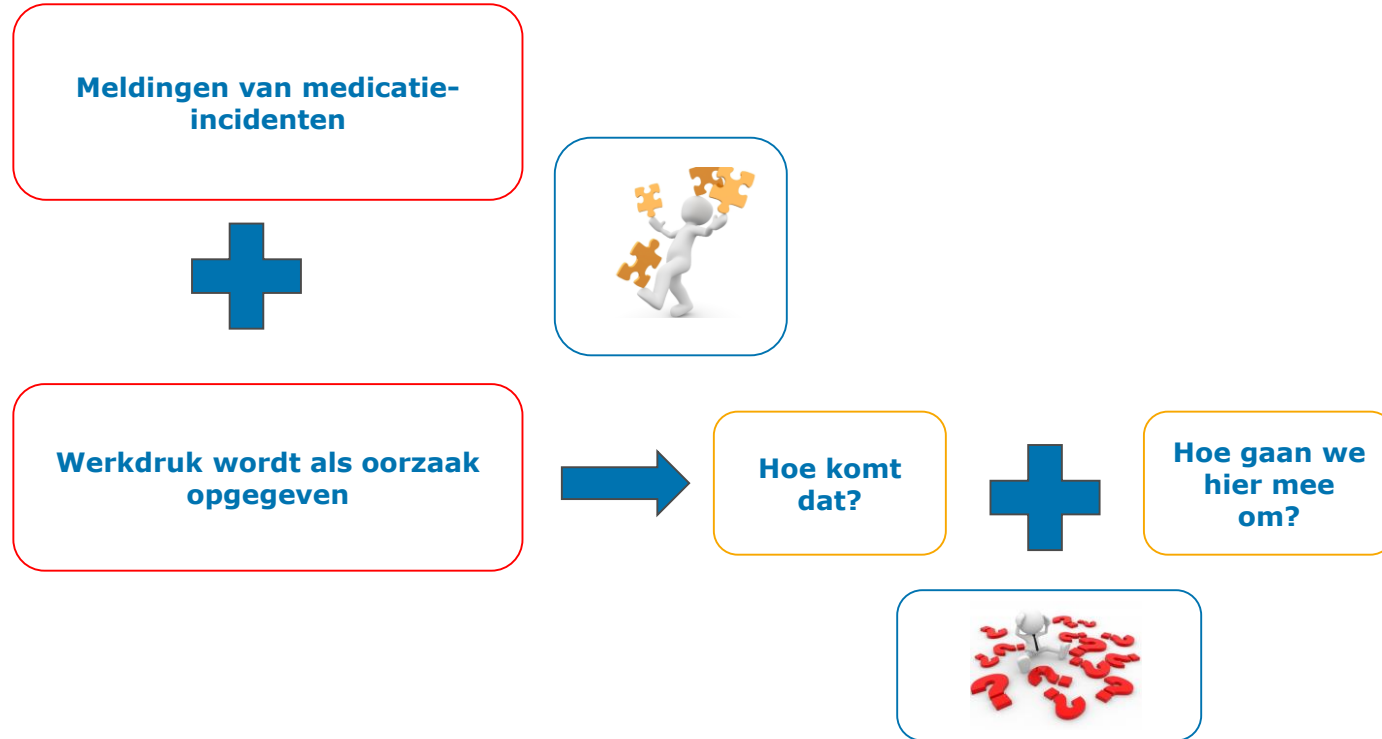 Meldingen van medicatie-
incidenten
Werkdruk wordt als oorzaak
opgegeven
Hoe komt
dat?
Hoe gaan we
hier mee
om?